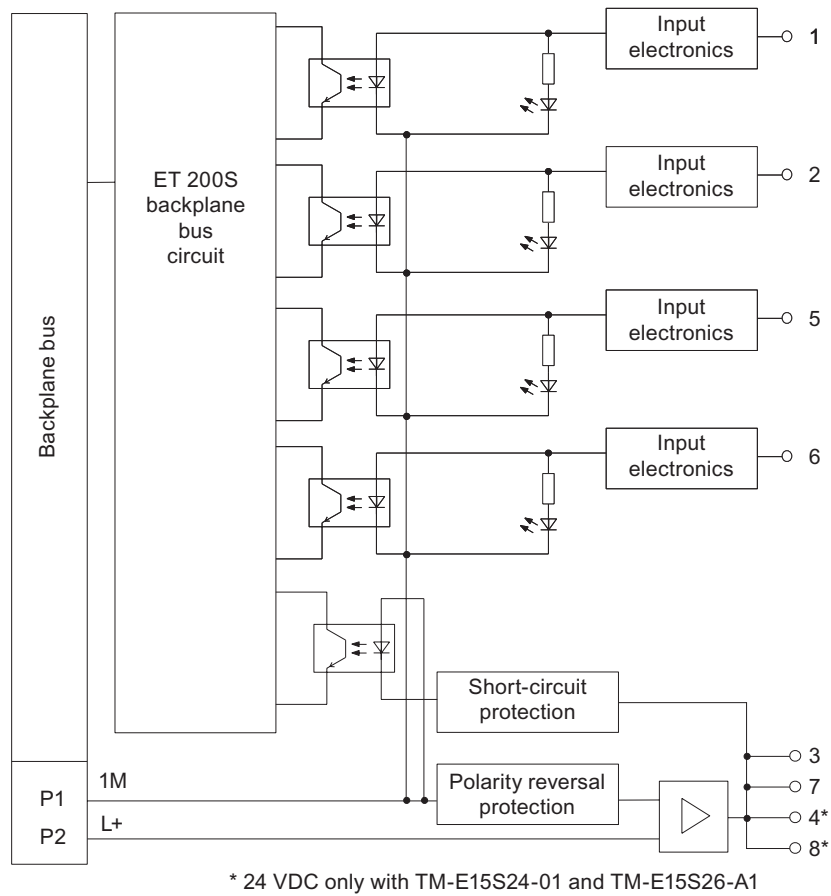 Input
electronics
1
ET 200S
backplane
bus
circuit
Input
electronics
2
Backplane bus
Input
electronics
5
Input
electronics
6
Short-circuit
protection
3
1M
Polarity reversal
protection
7
P1
4*
L+
P2
8*
* 24 VDC only with TM-E15S24-01 and TM-E15S26-A1